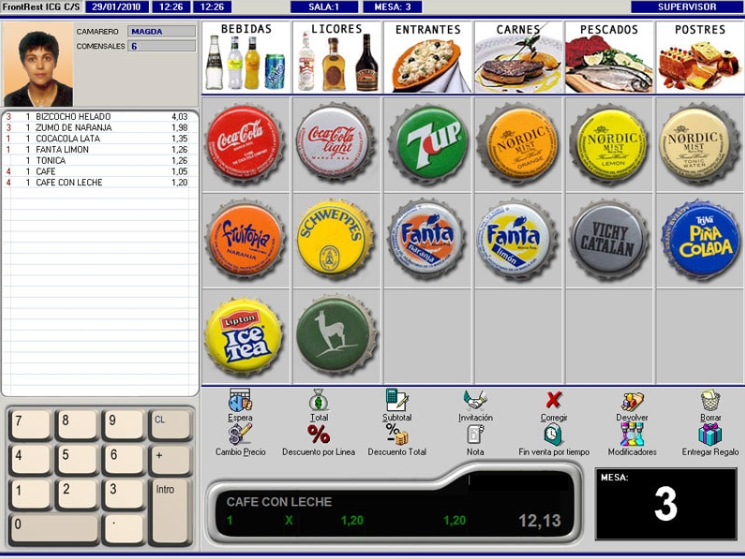 FrontRest ICG C/S 29/01/2010 12:26 12:26 SALA:1 MESA: 3 SUPERVISOR
CAMARERO MAGDA
COMENSALES 6
BEBIDAS LICORES ENTRANTES CARNES PESCADOS POSTRES
3 1 BIZCOCHO HELADO 4,03
3 1 ZUMO DE NARANJA 1,98
1 1 COCACOLA LATA 1,35
1 1 FANTA LIMON 1,26
1 TONICA 1,26
4 1 CAFE 1,05
4 1 CAFE CON LECHE 1,20
Coca-Cola
Coca-Cola light
7up
NORDIC MIST ORANGE
NORDIC MIST LEMON
NORDIC MIST TONIC WATER
Fruitopia NARANJA
SCHWEPPES
Fanta naranja
Fanta limón
VICHY CATALÁN
TriNa PiÑA COLADA
Lipton ICE TEA
7 8 9 CL
4 5 6 +
1 2 3 Intro
0 .
Espera Total Subtotal Invitación Corregir Devolver Borrar
Cambio Precio Descuento por Linea Descuento Total Nota Fin venta por tiempo Modificadores Entregar Regalo
CAFE CON LECHE
1 X 1,20 1,20 12,13
MESA:
3